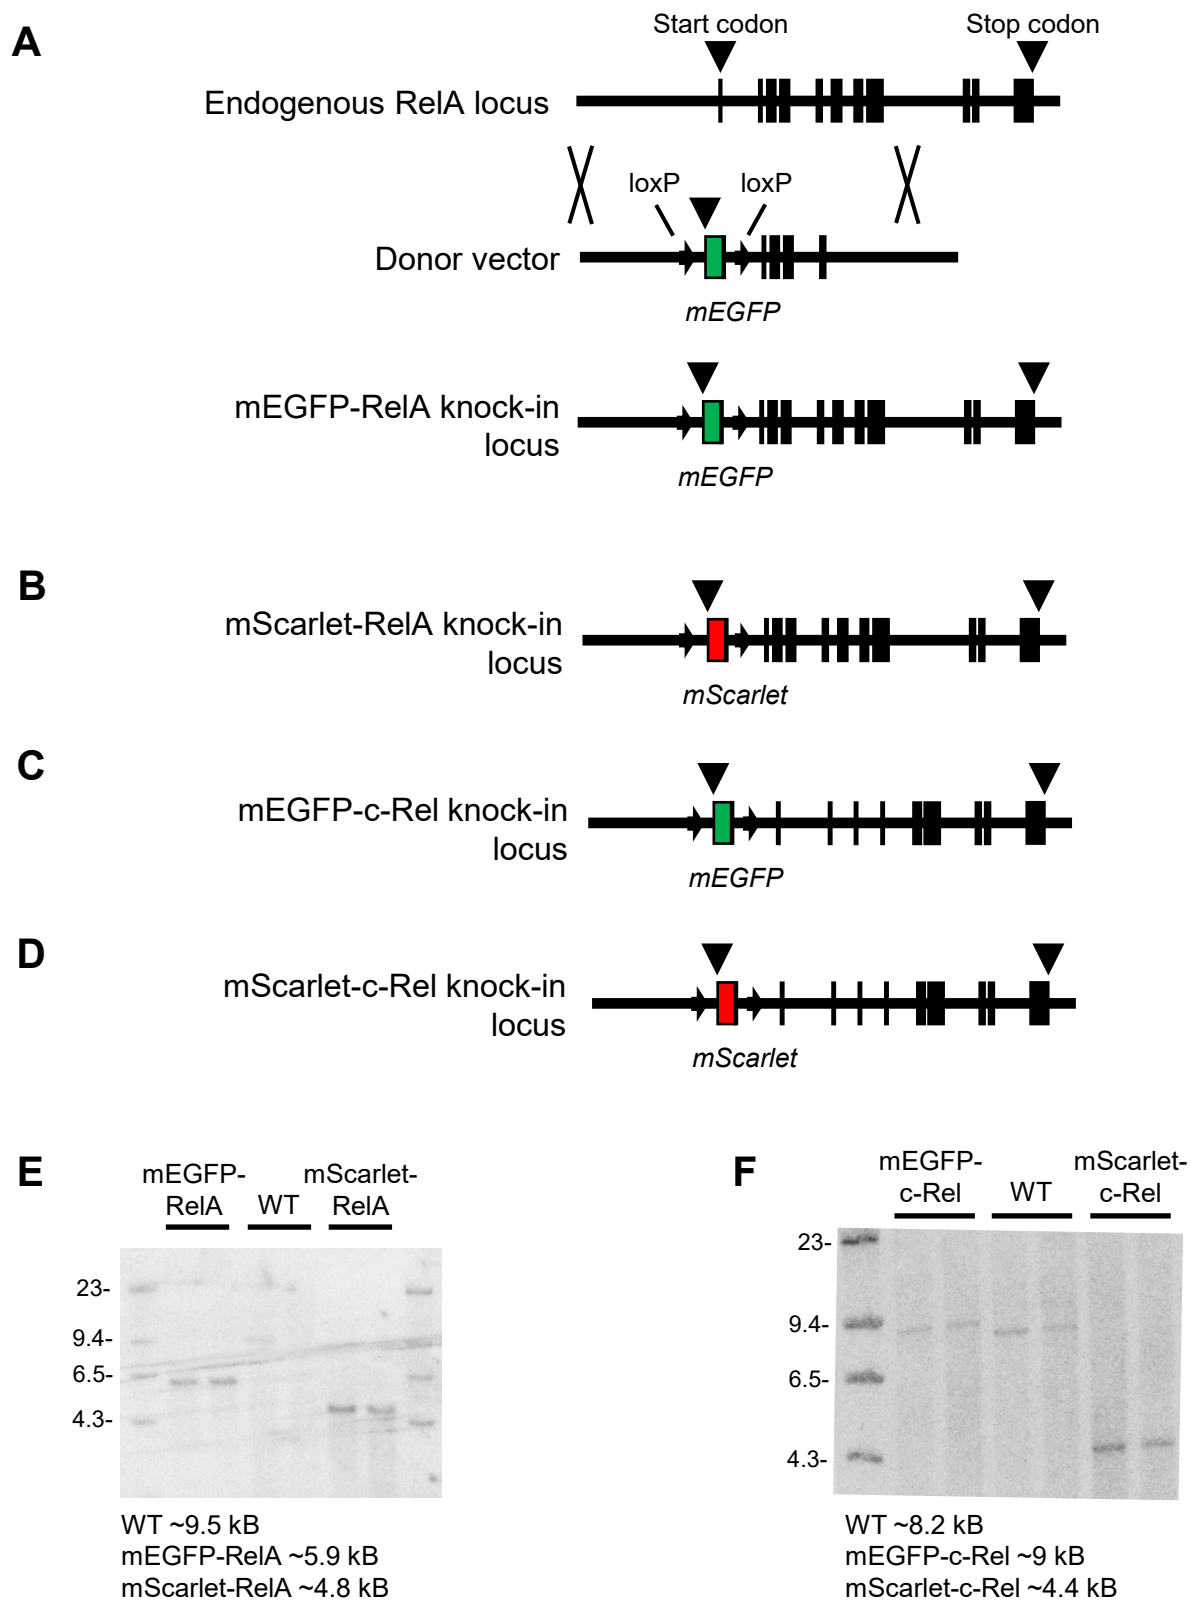 A
Start codon
Stop codon
Endogenous RelA locus
loxP
loxP
Donor vector
mEGFP
mEGFP-RelA knock-in
locus
mEGFP
B
mScarlet-RelA knock-in
locus
mScarlet
C
mEGFP-c-Rel knock-in
locus
mEGFP
D
mScarlet-c-Rel knock-in
locus
mScarlet
E
mEGFP-
RelA
WT
mScarlet-
RelA
23-
9.4-
6.5-
4.3-
WT ~9.5 kB
mEGFP-RelA ~5.9 kB
mScarlet-RelA ~4.8 kB
F
mEGFP-
c-Rel
WT
mScarlet-
c-Rel
23-
9.4-
6.5-
4.3-
WT ~8.2 kB
mEGFP-c-Rel ~9 kB
mScarlet-c-Rel ~4.4 kB